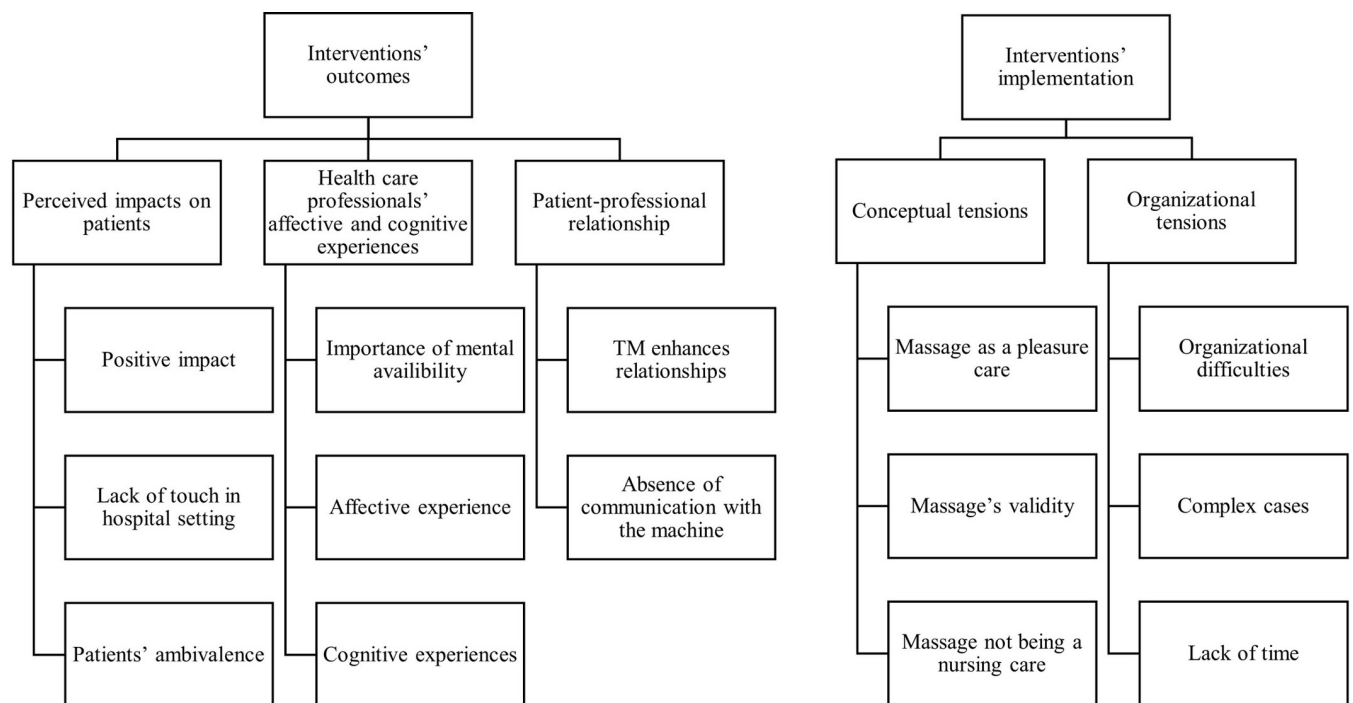 Interventions’
outcomes
Interventions’
implementation
Perceived impacts on
patients
Health care
professionals’
affective and cognitive
experiences
Patient-professional
relationship
Conceptual tensions
Organizational
tensions
Positive impact
Importance of mental
availibility
TM enhances
relationships
Massage as a pleasure
care
Organizational
difficulties
Lack of touch in
hospital setting
Affective experience
Absence of
communication with
the machine
Massage’s validity
Complex cases
Patients’ ambivalence
Cognitive experiences
Massage not being a
nursing care
Lack of time